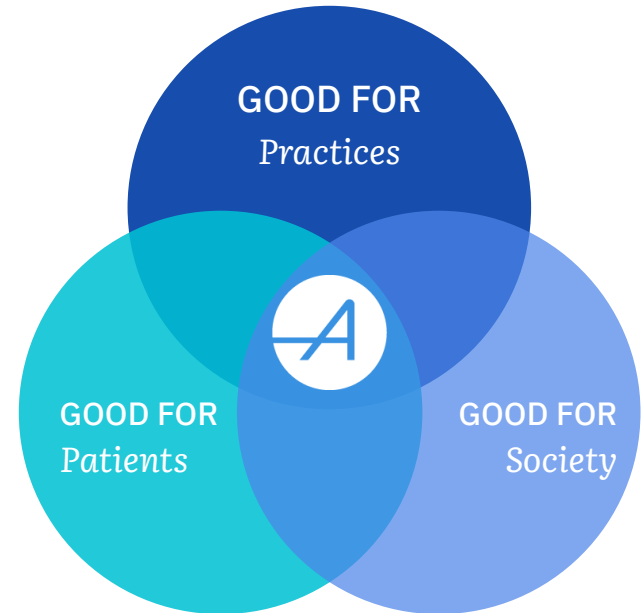 GOOD FOR
Practices
A
GOOD FOR
Patients
GOOD FOR
Society